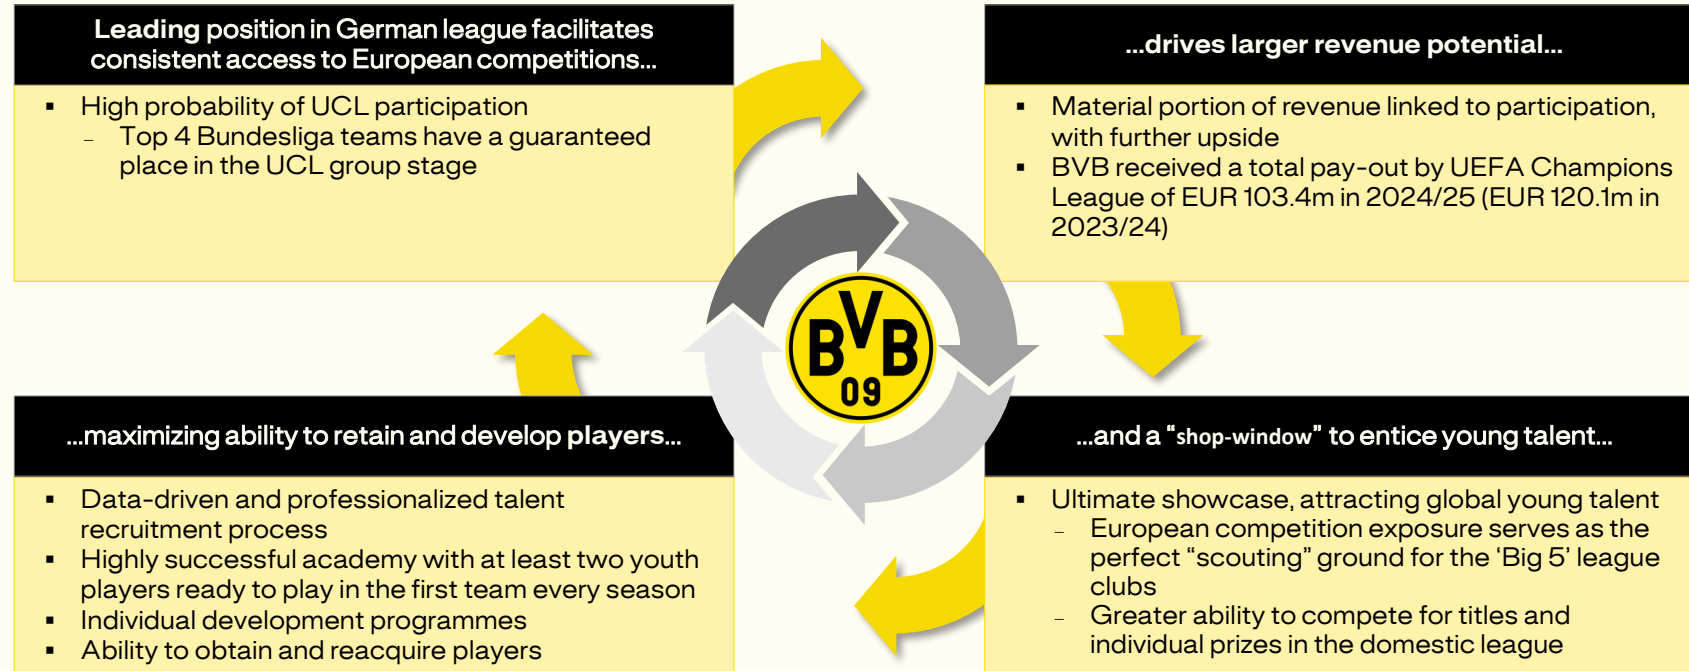 Leading position in German league facilitates
consistent access to European competitions...
▪ High probability of UCL participation
– Top 4 Bundesliga teams have a guaranteed
place in the UCL group stage
...drives larger revenue potential...
▪ Material portion of revenue linked to participation,
with further upside
▪ BVB received a total pay-out by UEFA Champions
League of EUR 103.4m in 2024/25 (EUR 120.1m in
2023/24)
BVB
09
...maximizing ability to retain and develop players...
▪ Data-driven and professionalized talent
recruitment process
▪ Highly successful academy with at least two youth
players ready to play in the first team every season
▪ Individual development programmes
▪ Ability to obtain and reacquire players
...and a “shop-window” to entice young talent...
▪ Ultimate showcase, attracting global young talent
– European competition exposure serves as the
perfect “scouting” ground for the ‘Big 5’ league
clubs
– Greater ability to compete for titles and
individual prizes in the domestic league